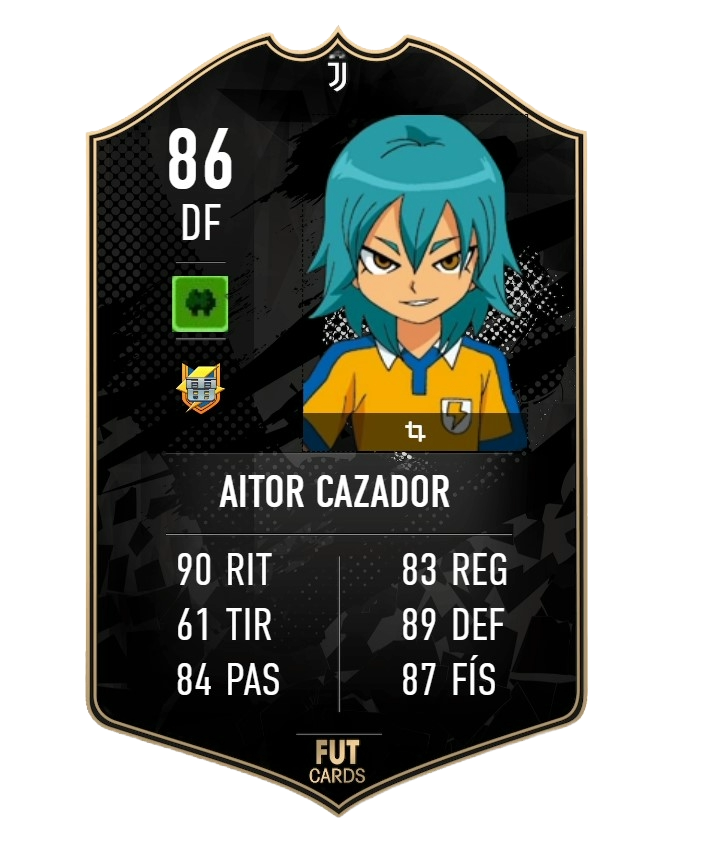 86
DF
AITOR CAZADOR
90 RIT
61 TIR
84 PAS
83 REG
89 DEF
87 FÍS
FUT
CARDS